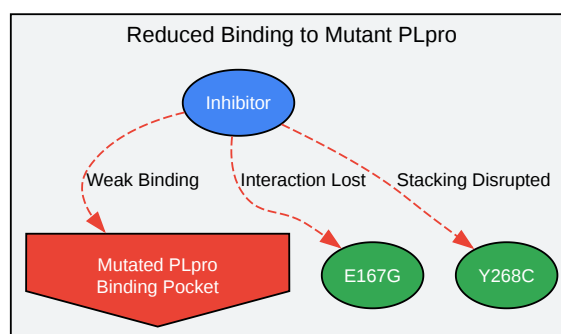 Reduced Binding to Mutant PLpro
Inhibitor
Weak Binding
Interaction Lost
Stacking Disrupted
Mutated PLpro
Binding Pocket
E167G
Y268C